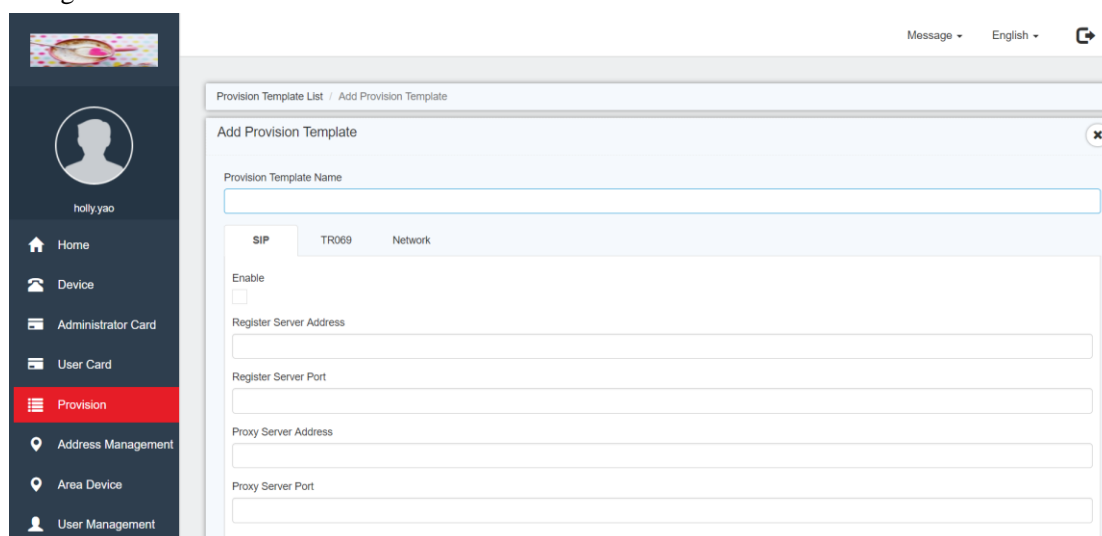 Message English
Provision Template List / Add Provision Template
Add Provision Template
Provision Template Name
holly.yao
SIP TR069 Network
Home
Enable
Device
Administrator Card
Register Server Address
User Card
Register Server Port
Provision
Proxy Server Address
Address Management
Area Device
Proxy Server Port
User Management